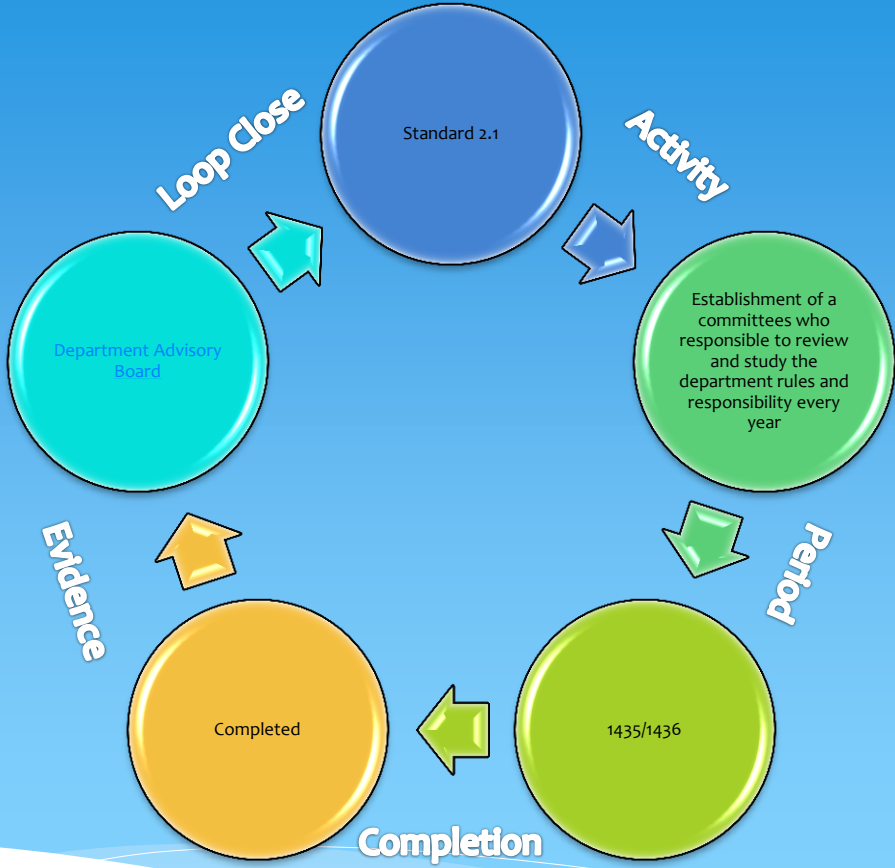 Standard 2.1
Activity
Establishment of a
committees who
responsible to review
and study the
department rules and
responsibility every
year
Period
1435/1436
Completion
Completed
Evidence
Department Advisory
Board
Loop Close